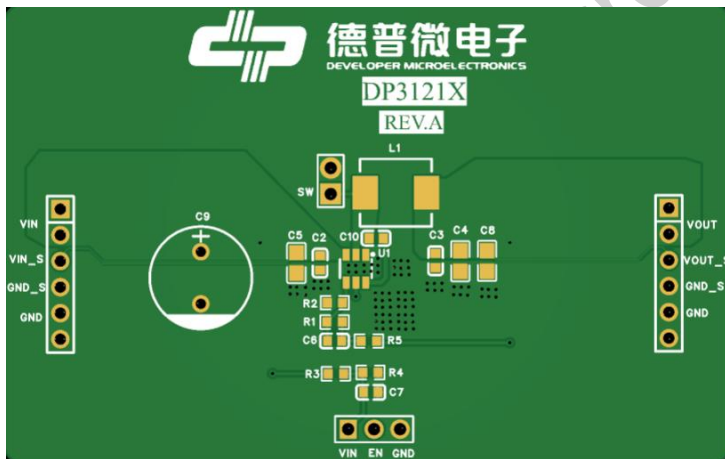 德普微电子
DEVELOPER MICROELECTRONICS
DP3121X
REV.A
L1
SW
C9
VIN
VIN_S
GND_S
GND
C5
C2
C10
U1
C3
C4
C8
VOUT
VOUT_S
GND_S
GND
R2
R1
C6
R5
R3
R4
C7
VIN EN GND